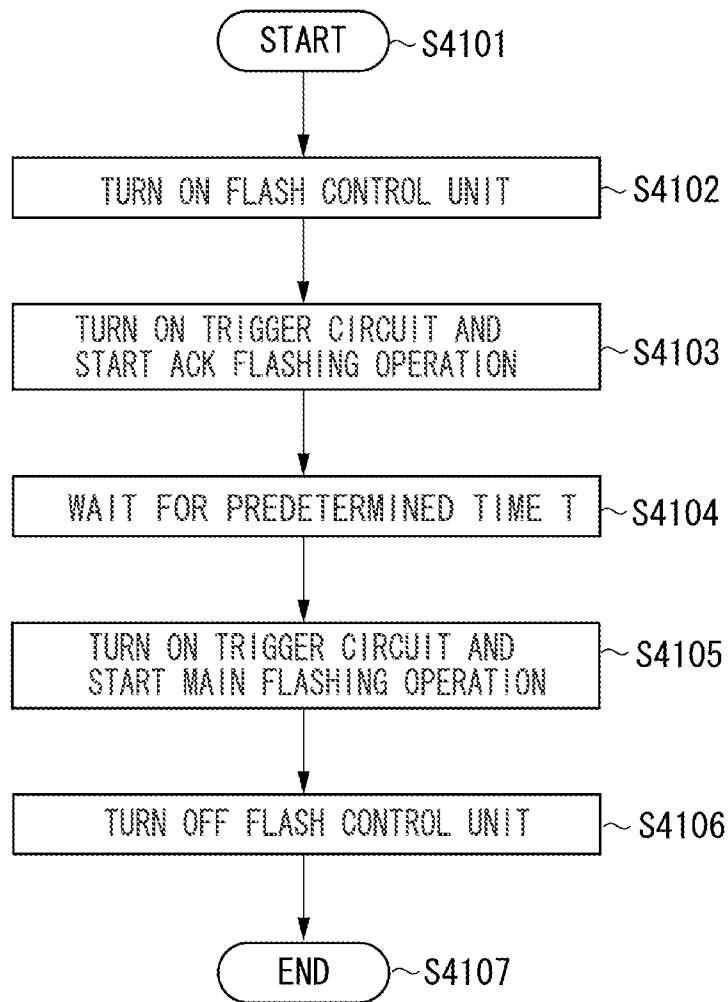 START
S4101
TURN ON FLASH CONTROL UNIT
S4102
TURN ON TRIGGER CIRCUIT AND
START ACK FLASHING OPERATION
S4103
WAIT FOR PREDETERMINED TIME T
S4104
TURN ON TRIGGER CIRCUIT AND
START MAIN FLASHING OPERATION
S4105
TURN OFF FLASH CONTROL UNIT
S4106
END
S4107